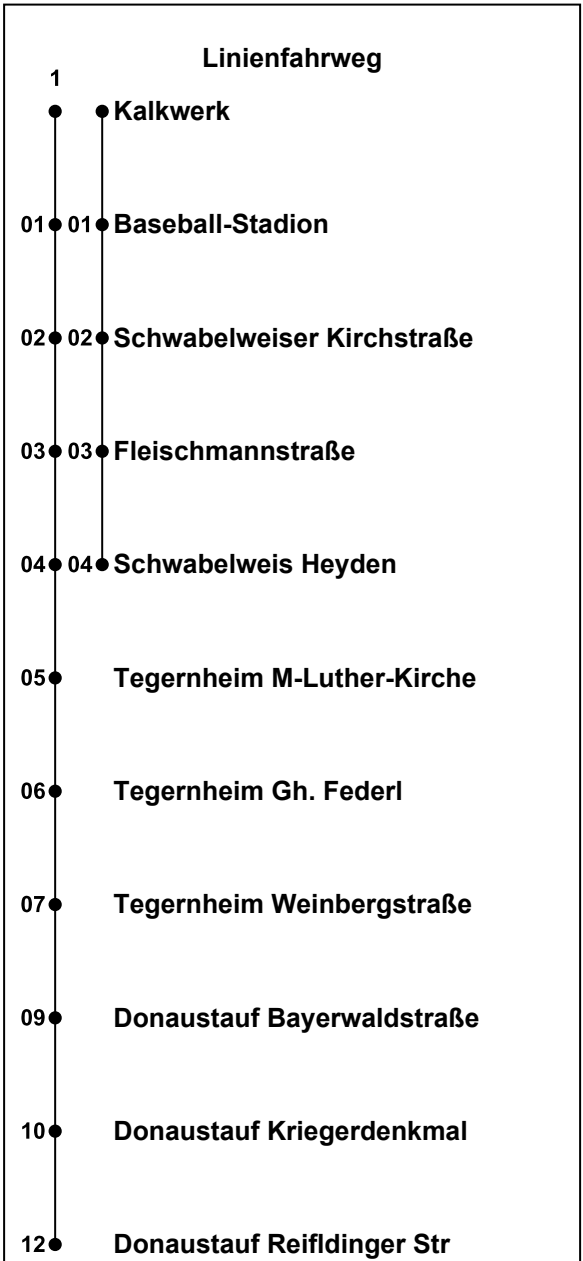 Linienfahrweg
1
Kalkwerk
01 01 Baseball-Stadion
02 02 Schwabelweiser Kirchstraße
03 03 Fleischmannstraße
04 04 Schwabelweis Heyden
05 Tegernheim M-Luther-Kirche
06 Tegernheim Gh. Federl
07 Tegernheim Weinbergstraße
09 Donaustauf Bayerwaldstraße
10 Donaustauf Kriegerdenkmal
12 Donaustauf Reifldinger Str